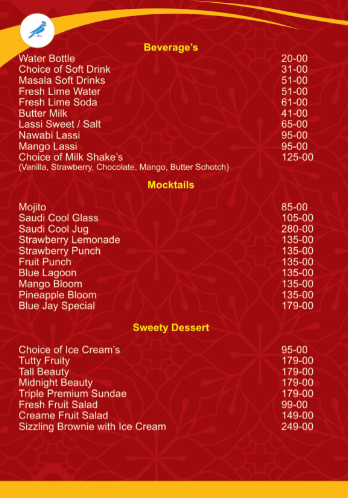 Beverage's
Water Bottle 20-00
Choice of Soft Drink 31-00
Masala Soft Drinks 51-00
Fresh Lime Water 51-00
Fresh Lime Soda 61-00
Butter Milk 41-00
Lassi Sweet / Salt 65-00
Nawabi Lassi 95-00
Mango Lassi 95-00
Choice of Milk Shake's 125-00
(Vanilla, Strawberry, Chocolate, Mango, Butter Schotch)
Mocktails
Mojito 85-00
Saudi Cool Glass 105-00
Saudi Cool Jug 280-00
Strawberry Lemonade 135-00
Strawberry Punch 135-00
Fruit Punch 135-00
Blue Lagoon 135-00
Mango Bloom 135-00
Pineapple Bloom 135-00
Blue Jay Special 179-00
Sweety Dessert
Choice of Ice Cream's 95-00
Tutty Fruity 179-00
Tall Beauty 179-00
Midnight Beauty 179-00
Triple Premium Sundae 179-00
Fresh Fruit Salad 99-00
Creame Fruit Salad 149-00
Sizzling Brownie with Ice Cream 249-00